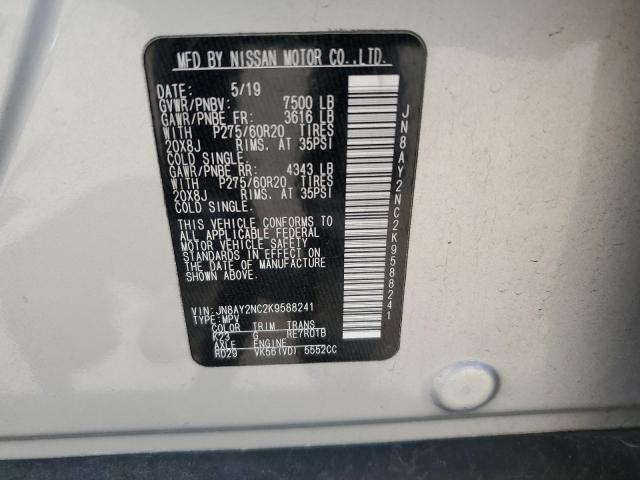 MFD BY NISSAN MOTOR CO.,LTD.
DATE: 5/19
GVWR/PNBV: 7500 LB
GAWR/PNBE FR: 3616 LB
WITH P275/60R20 TIRES
20X8J RIMS. AT 35PSI
COLD SINGLE.
GAWR/PNBE RR: 4343 LB
WITH P275/60R20 TIRES
20X8J RIMS. AT 35PSI
COLD SINGLE.
THIS VEHICLE CONFORMS TO
ALL APPLICABLE FEDERAL
MOTOR VEHICLE SAFETY
STANDARDS IN EFFECT ON
THE DATE OF MANUFACTURE
SHOWN ABOVE.
VIN: JN8AY2NC2K9588241
TYPE: MPV
COLOR TRIM TRANS
K23 G RE7R01B
AXLE ENGINE
RD29 VK56(VD) 5552CC
JN8AY2NC2K9588241